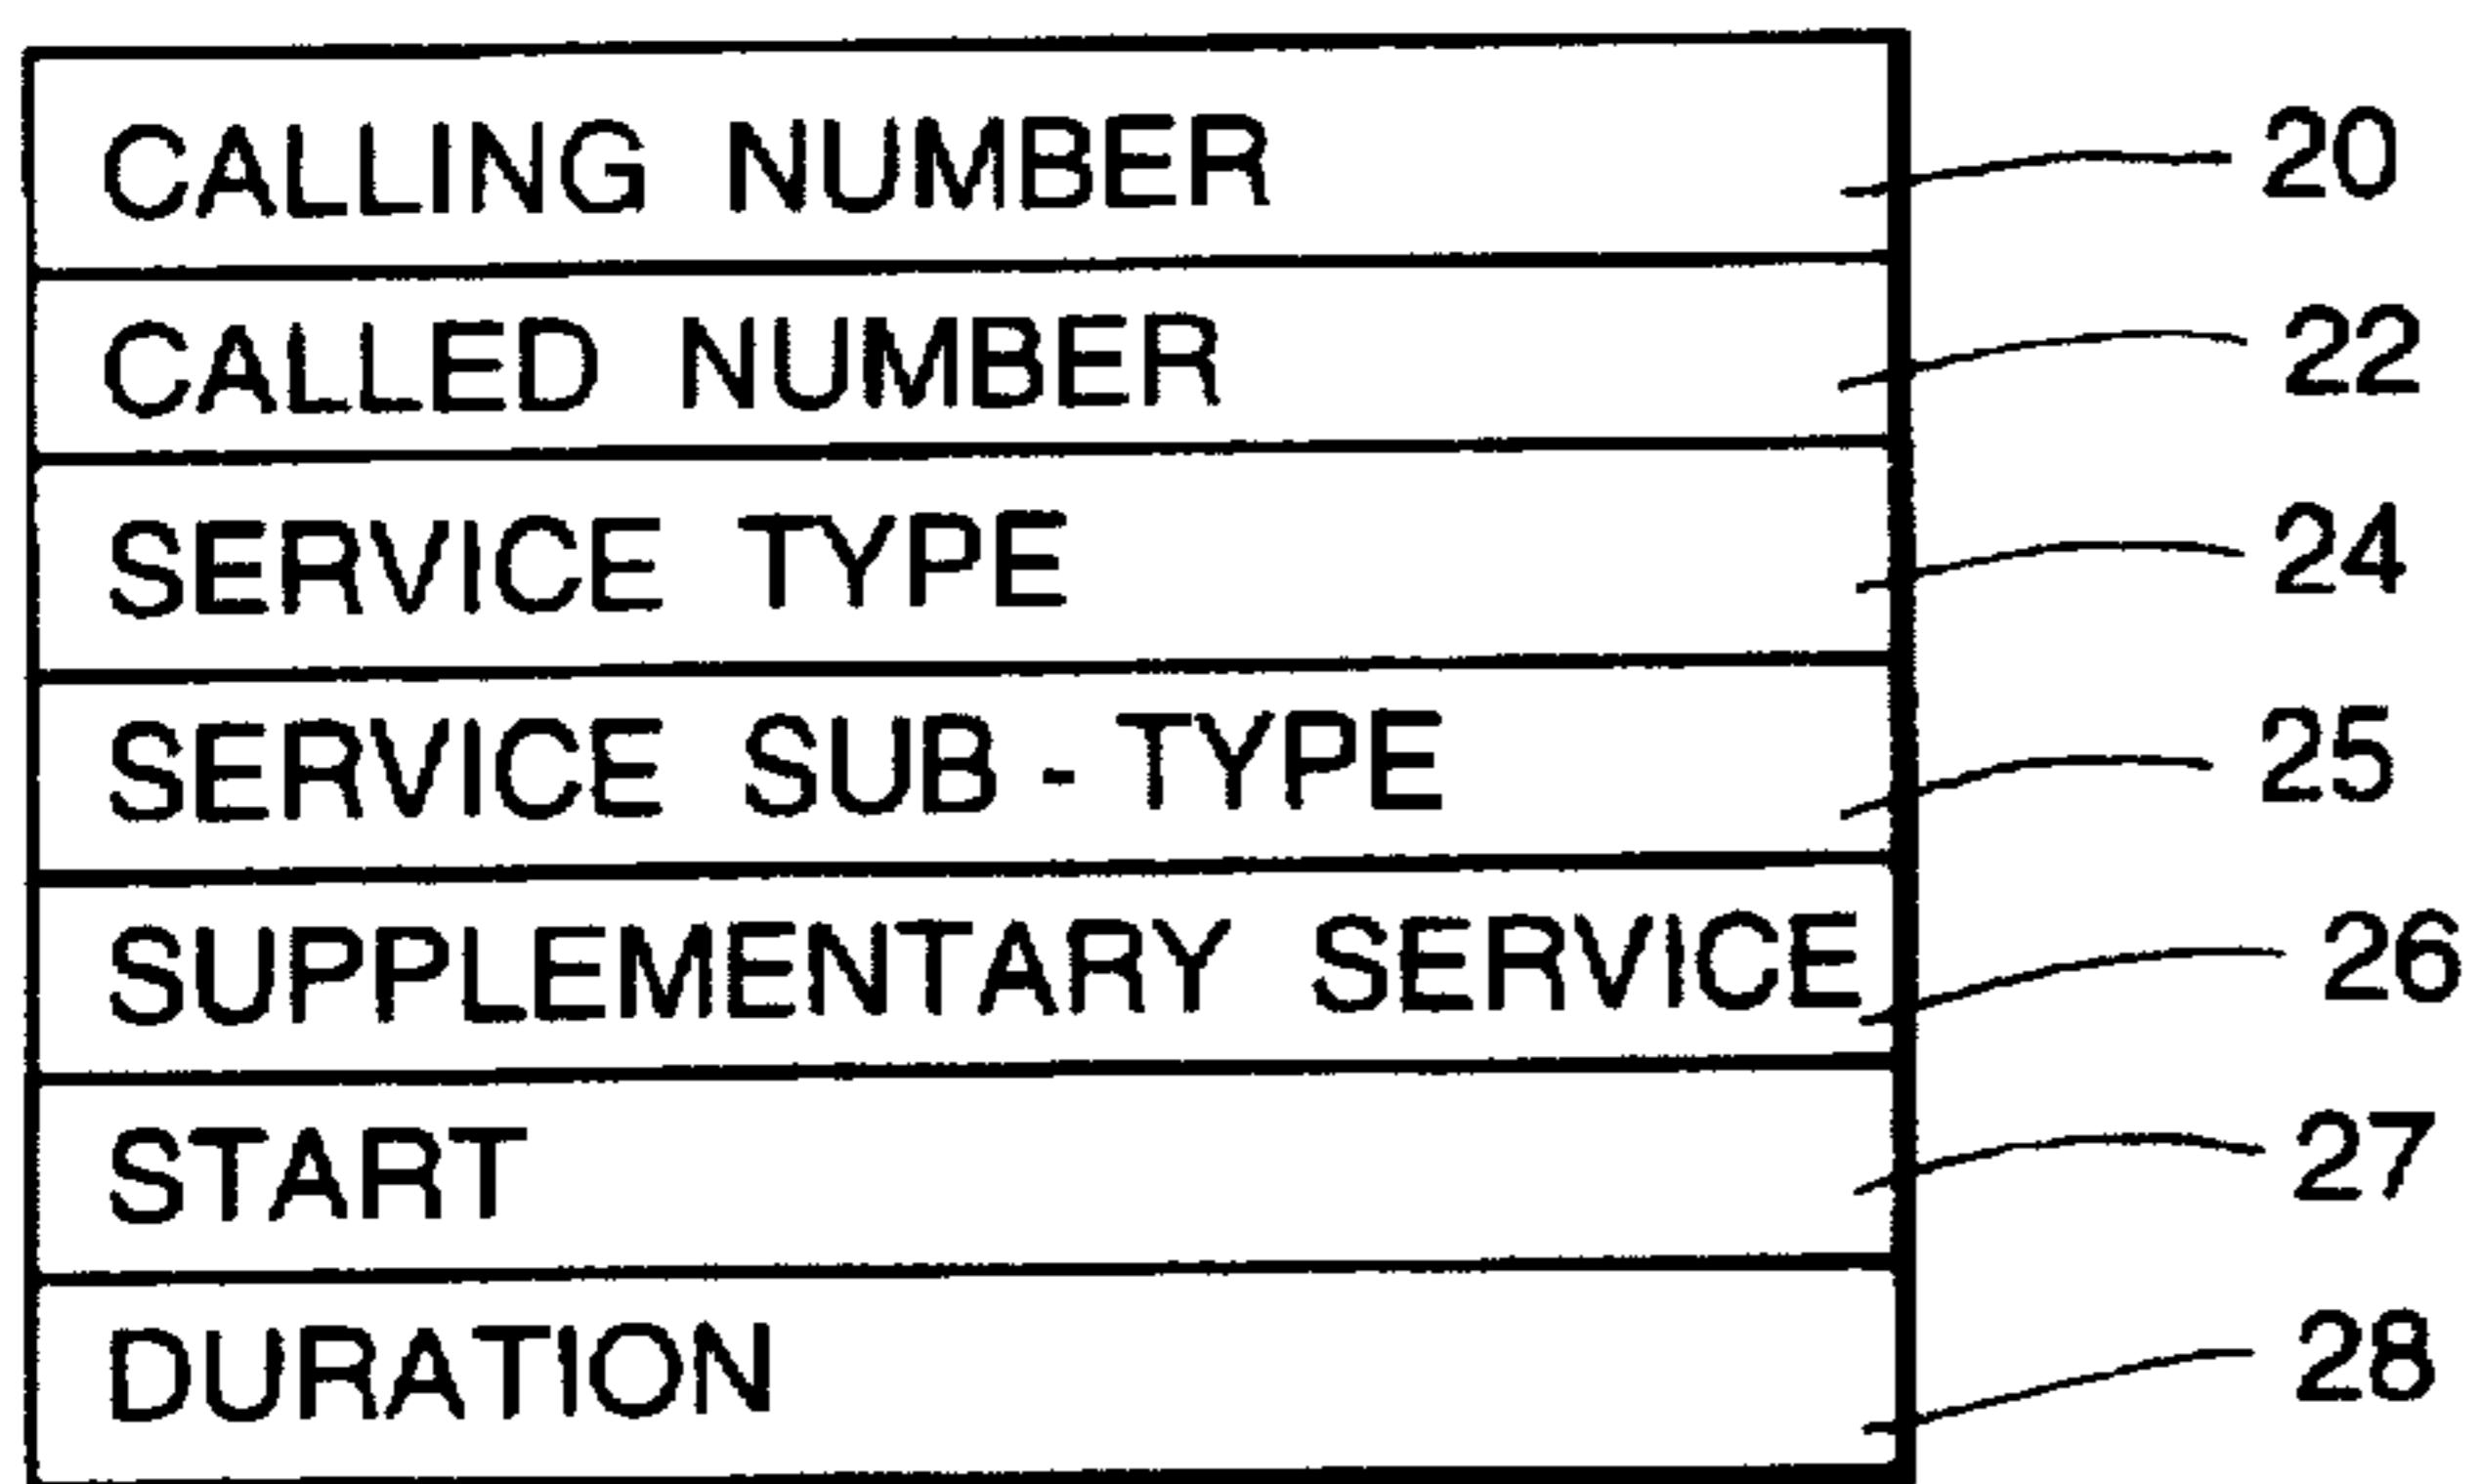 CALLING NUMBER 20
CALLED NUMBER 22
SERVICE TYPE 24
SERVICE SUB - TYPE 25
SUPPLEMENTARY SERVICE 26
START 27
DURATION 28